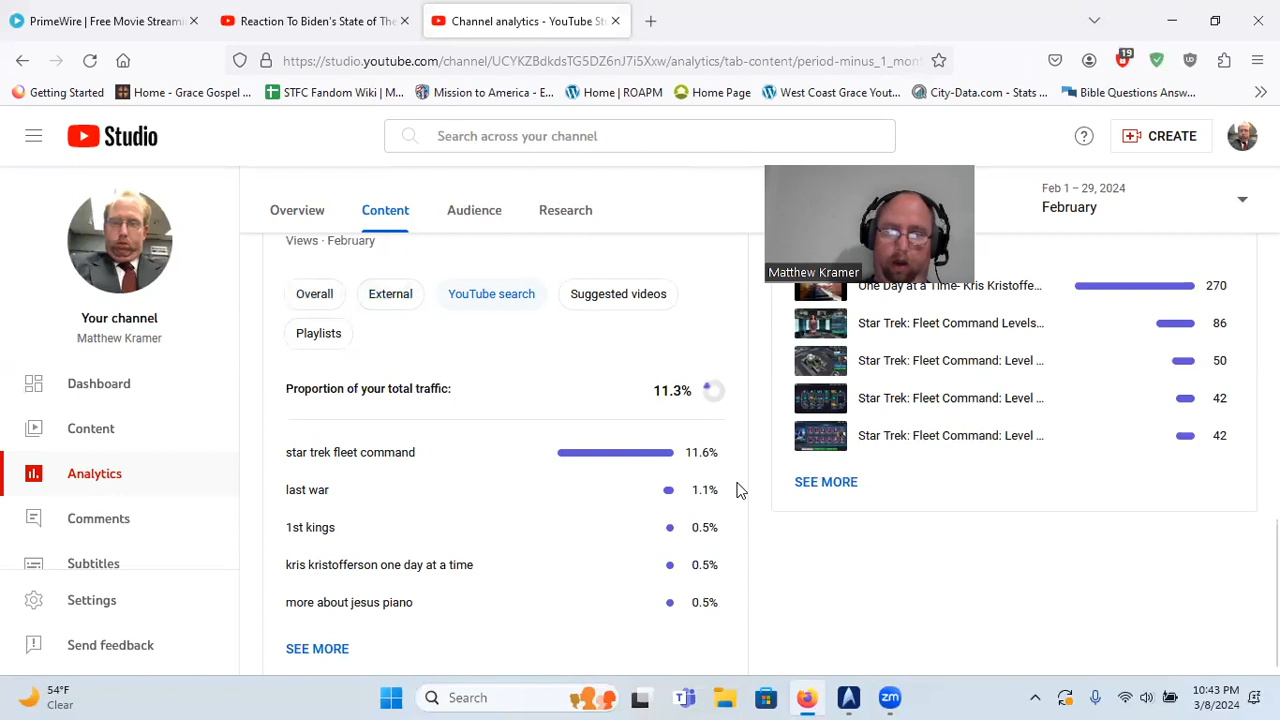 PrimeWire | Free Movie Streami
Reaction To Biden's State of The
Channel analytics - YouTube St
https://studio.youtube.com/channel/UCYKZBdkdsTG5DZ6nJ7i5Xxw/analytics/tab-content/period-minus_1_mon
19
Getting Started
Home - Grace Gospel ...
STFC Fandom Wiki | M...
Mission to America - E...
Home | ROAPM
Home Page
West Coast Grace Yout...
City-Data.com - Stats ...
Bible Questions Answ...
Studio
Search across your channel
CREATE
Overview
Content
Audience
Research
Feb 1 – 29, 2024
February
Your channel
Matthew Kramer
Dashboard
Content
Analytics
Comments
Subtitles
Settings
Send feedback
Views · February
Overall
External
YouTube search
Suggested videos
Playlists
Proportion of your total traffic:
11.3%
star trek fleet command 11.6%
last war 1.1%
1st kings 0.5%
kris kristofferson one day at a time 0.5%
more about jesus piano 0.5%
SEE MORE
Matthew Kramer
One Day at a Time- Kris Kristoffe... 270
Star Trek: Fleet Command Levels... 86
Star Trek: Fleet Command: Level ... 50
Star Trek: Fleet Command: Level ... 42
Star Trek: Fleet Command: Level ... 42
SEE MORE
54°F
Clear
Search
zm
10:43 PM
3/8/2024